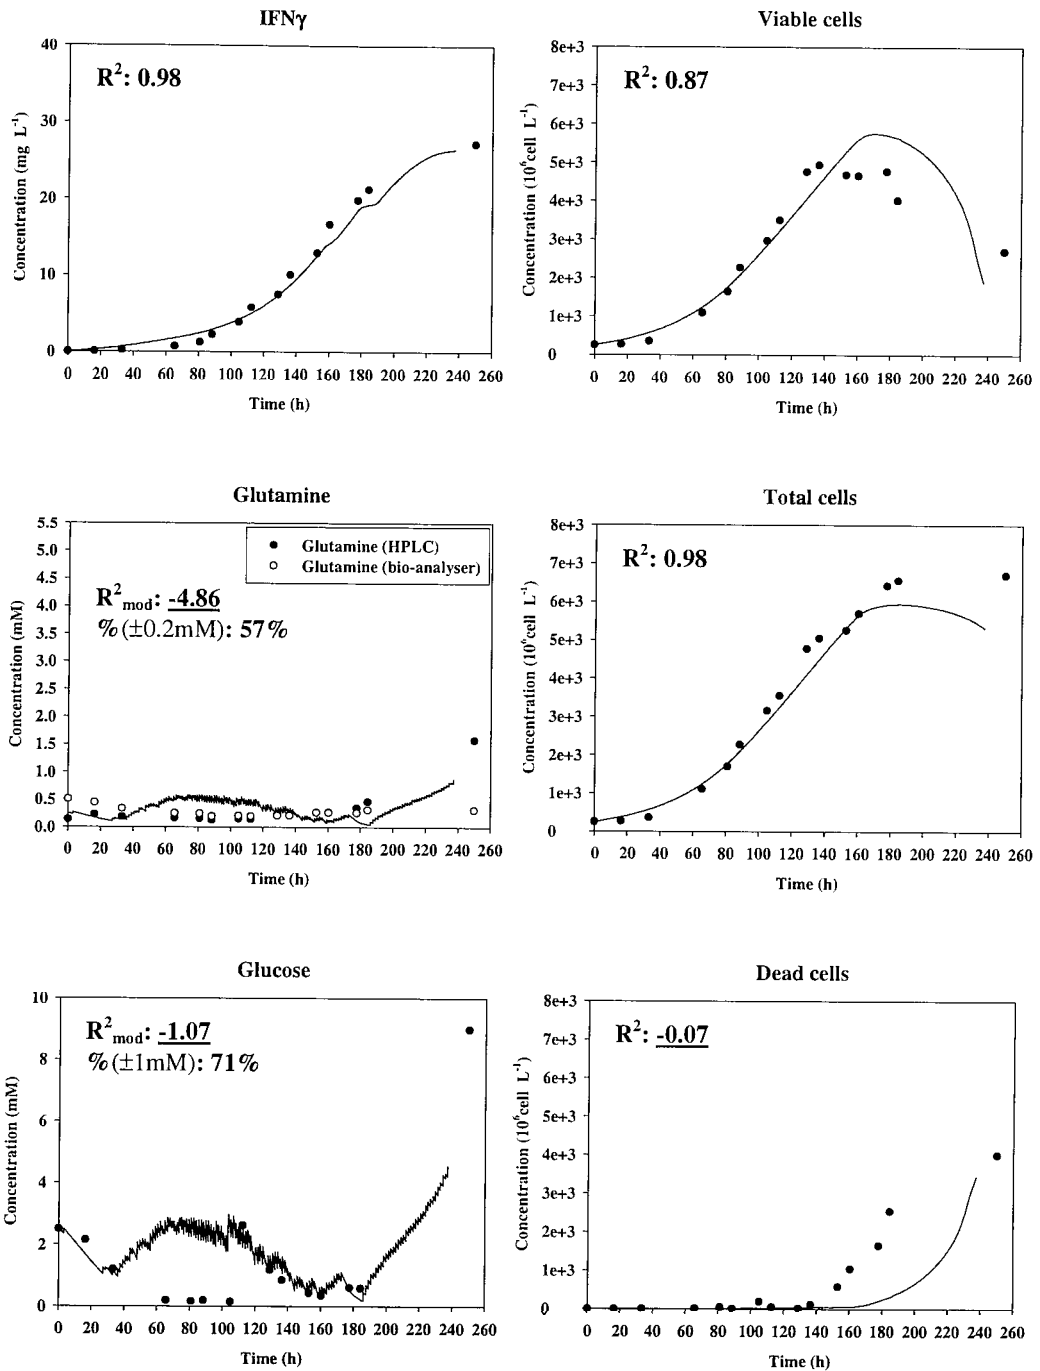 IFNγ
40
30
20
10
0
Concentration (mg L⁻¹)
R²: 0.98
0 20 40 60 80 100 120 140 160 180 200 220 240 260
Time (h)
Viable cells
8e+3
7e+3
6e+3
5e+3
4e+3
3e+3
2e+3
1e+3
0
Concentration (10⁶cell L⁻¹)
R²: 0.87
0 20 40 60 80 100 120 140 160 180 200 220 240 260
Time (h)
Glutamine
5.5
5.0
4.5
4.0
3.5
3.0
2.5
2.0
1.5
1.0
0.5
0.0
Concentration (mM)
Glutamine (HPLC)
Glutamine (bio-analyser)
R²mod: -4.86
%(±0.2mM): 57%
0 20 40 60 80 100 120 140 160 180 200 220 240 260
Time (h)
Total cells
8e+3
7e+3
6e+3
5e+3
4e+3
3e+3
2e+3
1e+3
0
Concentration (10⁶cell L⁻¹)
R²: 0.98
0 20 40 60 80 100 120 140 160 180 200 220 240 260
Time (h)
Glucose
10
8
6
4
2
0
Concentration (mM)
R²mod: -1.07
%(±1mM): 71%
0 20 40 60 80 100 120 140 160 180 200 220 240 260
Time (h)
Dead cells
8e+3
7e+3
6e+3
5e+3
4e+3
3e+3
2e+3
1e+3
0
Concentration (10⁶cell L⁻¹)
R²: -0.07
0 20 40 60 80 100 120 140 160 180 200 220 240 260
Time (h)